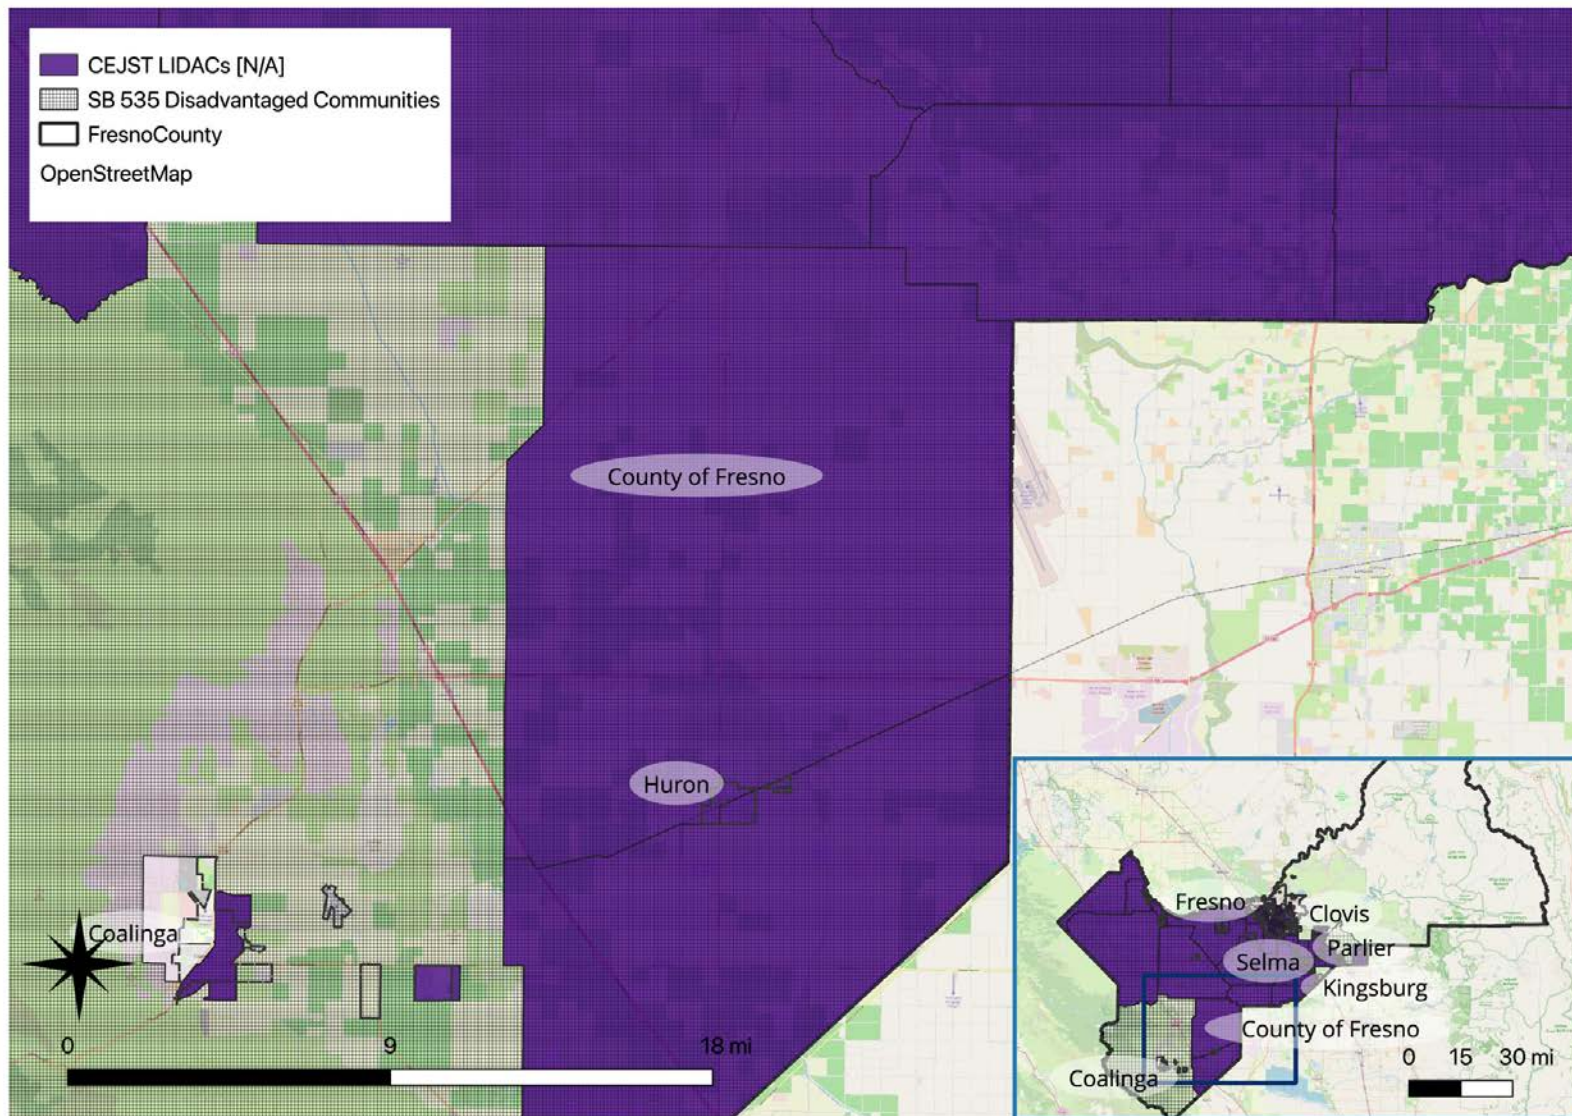 CEJST LIDACs [N/A]
SB 535 Disadvantaged Communities
FresnoCounty
OpenStreetMap
County of Fresno
Huron
Coalinga
0 9 18 mi
Fresno
Clovis
Parlier
Selma
Kingsburg
County of Fresno
Coalinga
0 15 30 mi